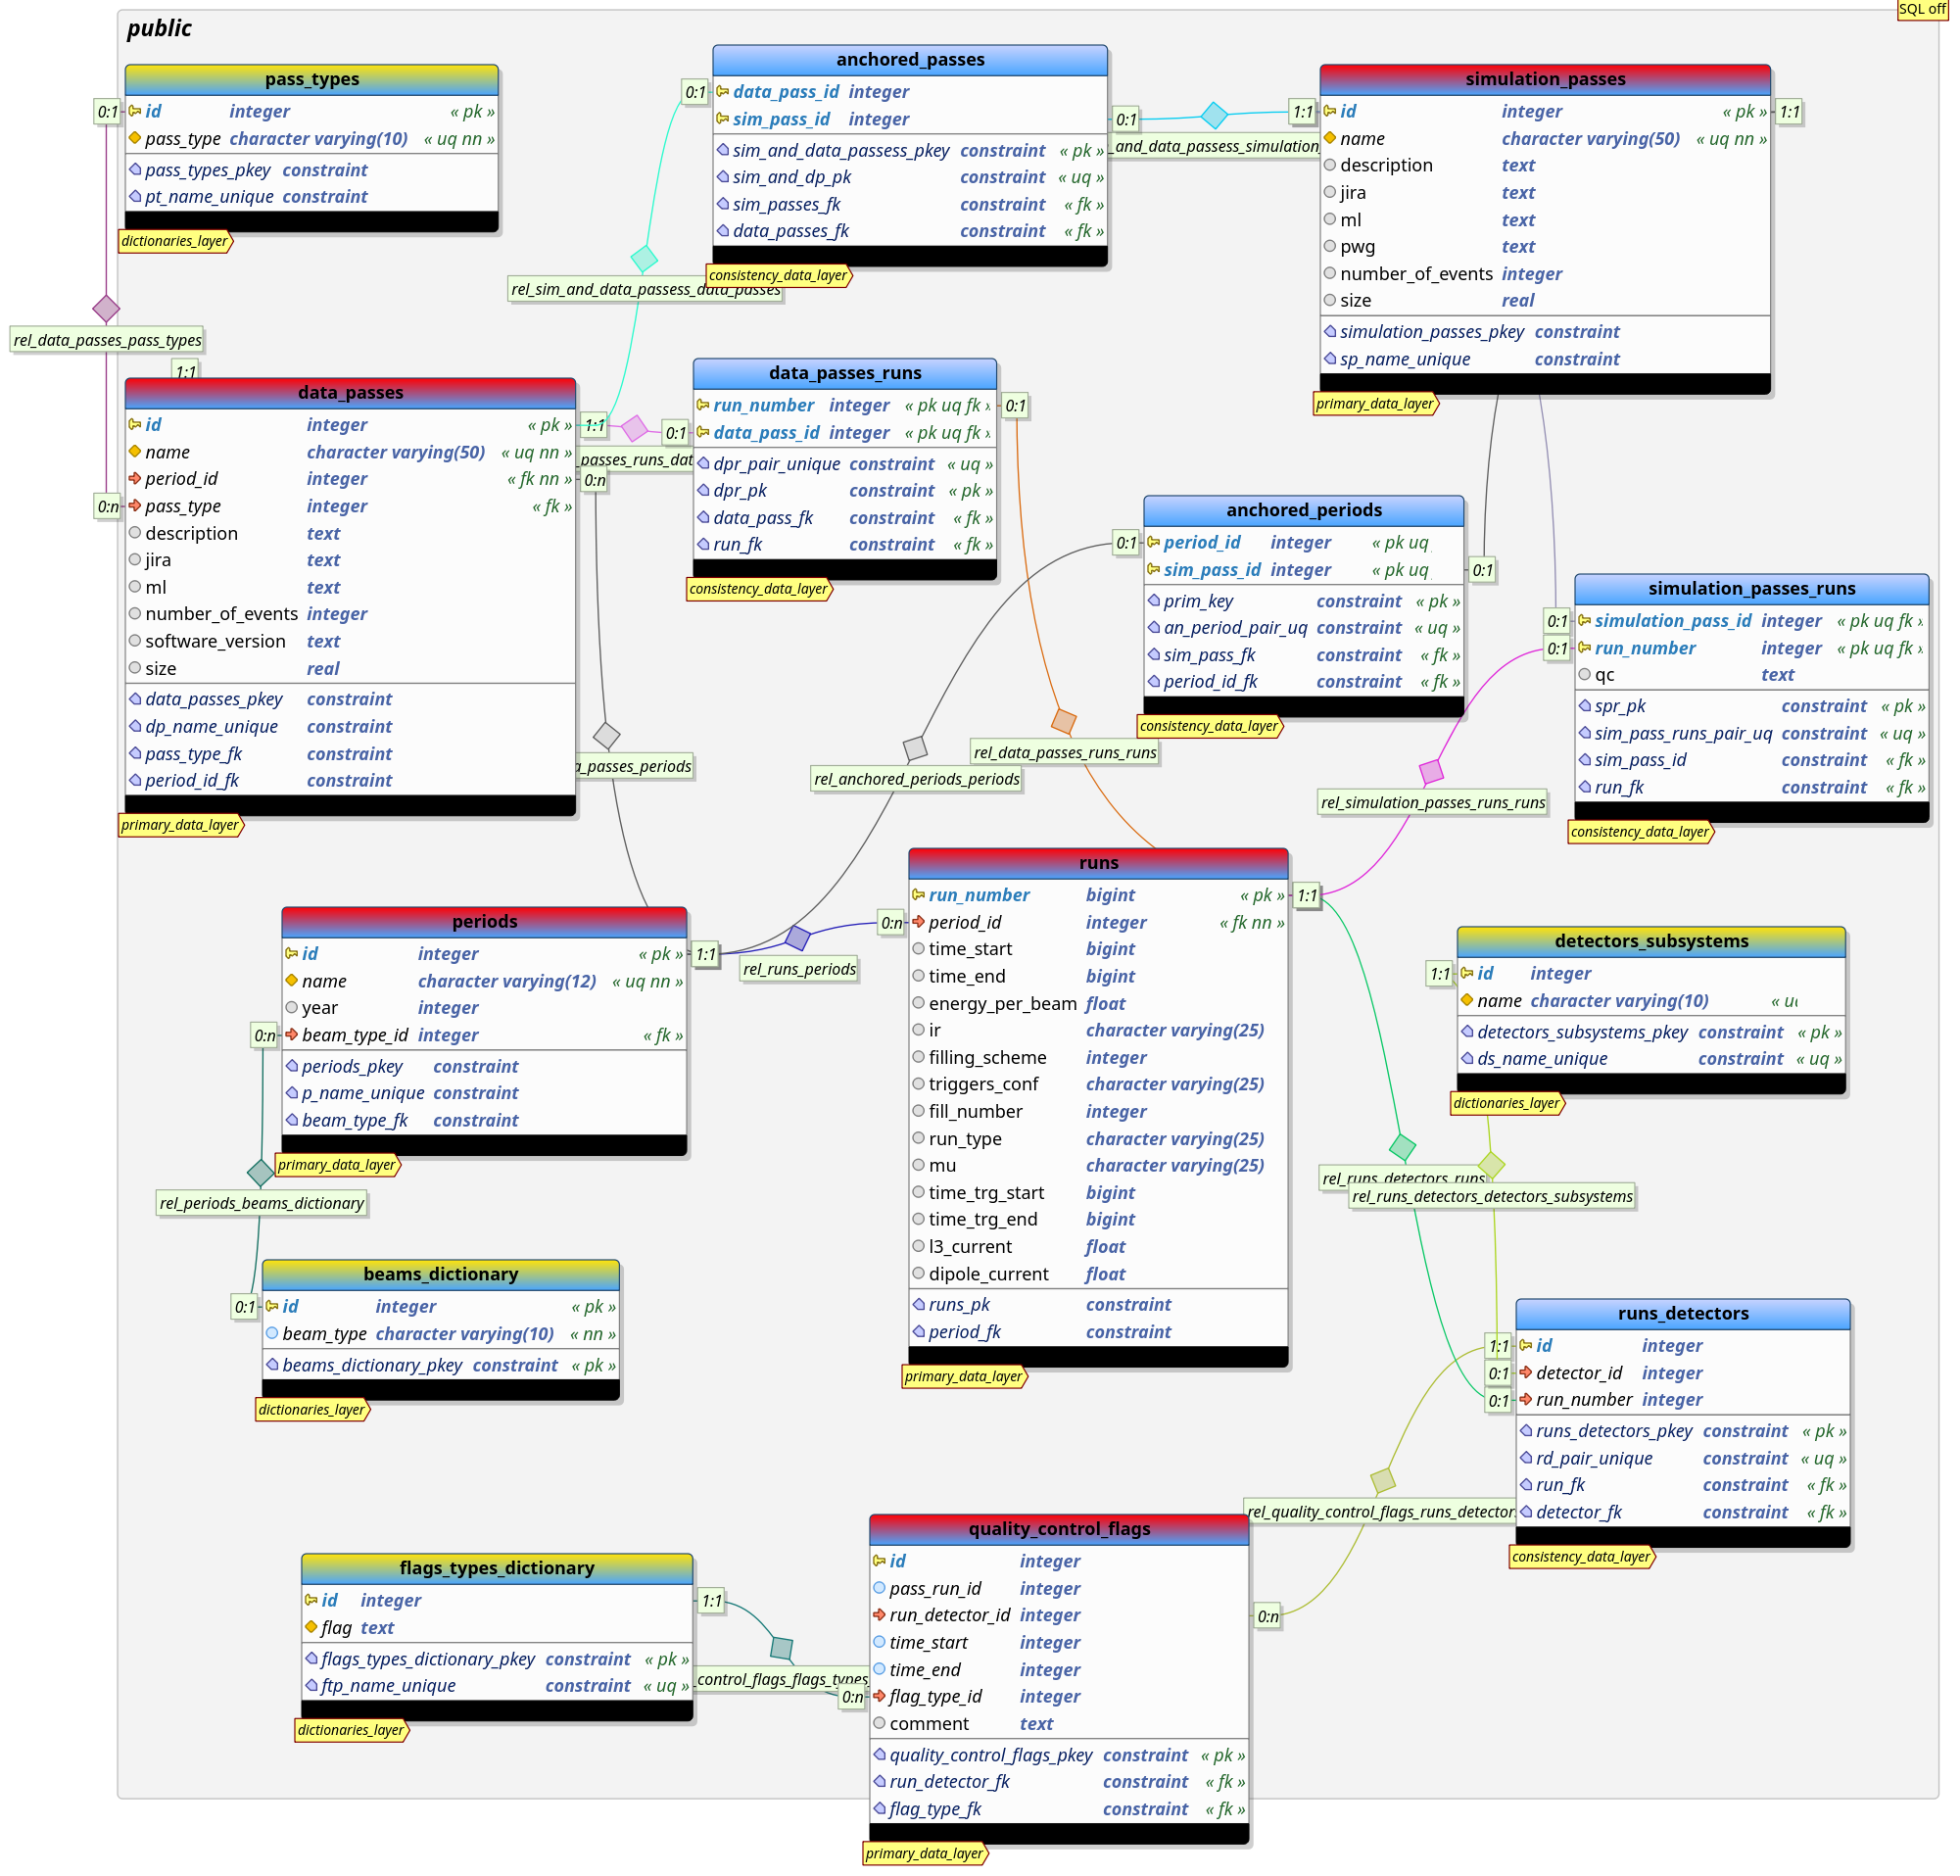 SQL off
public
pass_types
0:1
id integer « pk »
pass_type character varying(10) « uq nn »
pass_types_pkey constraint
pt_name_unique constraint
dictionaries_layer
rel_data_passes_pass_types
1:1
anchored_passes
0:1
data_pass_id integer
sim_pass_id integer
0:1
sim_and_data_passess_pkey constraint « pk »
sim_and_dp_pk constraint « uq »
sim_passes_fk constraint « fk »
data_passes_fk constraint « fk »
consistency_data_layer
rel_sim_and_data_passess_data_passes
_and_data_passess_simulation_
simulation_passes
1:1
id integer « pk »
1:1
name character varying(50) « uq nn »
description text
jira text
ml text
pwg text
number_of_events integer
size real
simulation_passes_pkey constraint
sp_name_unique constraint
primary_data_layer
data_passes
id integer « pk »
1:1
name character varying(50) « uq nn »
period_id integer « fk nn »
0:n
0:n
pass_type integer « fk »
description text
jira text
ml text
number_of_events integer
software_version text
size real
data_passes_pkey constraint
dp_name_unique constraint
pass_type_fk constraint
period_id_fk constraint
primary_data_layer
_passes_runs_dat
a_passes_periods
data_passes_runs
run_number integer « pk uq fk »
0:1
0:1
data_pass_id integer « pk uq fk »
dpr_pair_unique constraint « uq »
dpr_pk constraint « pk »
data_pass_fk constraint « fk »
run_fk constraint « fk »
consistency_data_layer
anchored_periods
0:1
period_id integer « pk uq
sim_pass_id integer « pk uq
0:1
prim_key constraint « pk »
an_period_pair_uq constraint « uq »
sim_pass_fk constraint « fk »
period_id_fk constraint « fk »
consistency_data_layer
rel_data_passes_runs_runs
rel_anchored_periods_periods
simulation_passes_runs
0:1
simulation_pass_id integer « pk uq fk »
0:1
run_number integer « pk uq fk »
qc text
spr_pk constraint « pk »
sim_pass_runs_pair_uq constraint « uq »
sim_pass_id constraint « fk »
run_fk constraint « fk »
consistency_data_layer
rel_simulation_passes_runs_runs
periods
id integer « pk »
1:1
name character varying(12) « uq nn »
year integer
0:n
beam_type_id integer « fk »
periods_pkey constraint
p_name_unique constraint
beam_type_fk constraint
primary_data_layer
rel_runs_periods
rel_periods_beams_dictionary
runs
run_number bigint « pk »
1:1
0:n
period_id integer « fk nn »
time_start bigint
time_end bigint
energy_per_beam float
ir character varying(25)
filling_scheme integer
triggers_conf character varying(25)
fill_number integer
run_type character varying(25)
mu character varying(25)
time_trg_start bigint
time_trg_end bigint
l3_current float
dipole_current float
runs_pk constraint
period_fk constraint
primary_data_layer
detectors_subsystems
1:1
id integer
name character varying(10) « uq
detectors_subsystems_pkey constraint « pk »
ds_name_unique constraint « uq »
dictionaries_layer
rel_runs_detectors_runs
rel_runs_detectors_detectors_subsystems
beams_dictionary
0:1
id integer « pk »
beam_type character varying(10) « nn »
beams_dictionary_pkey constraint « pk »
dictionaries_layer
runs_detectors
1:1
id integer
0:1
detector_id integer
0:1
run_number integer
runs_detectors_pkey constraint « pk »
rd_pair_unique constraint « uq »
run_fk constraint « fk »
detector_fk constraint « fk »
consistency_data_layer
rel_quality_control_flags_runs_detector
flags_types_dictionary
id integer
1:1
flag text
flags_types_dictionary_pkey constraint « pk »
ftp_name_unique constraint « uq »
dictionaries_layer
_control_flags_flags_types_
quality_control_flags
id integer
pass_run_id integer
run_detector_id integer
0:n
time_start integer
time_end integer
0:n
flag_type_id integer
comment text
quality_control_flags_pkey constraint « pk »
run_detector_fk constraint « fk »
flag_type_fk constraint « fk »
primary_data_layer